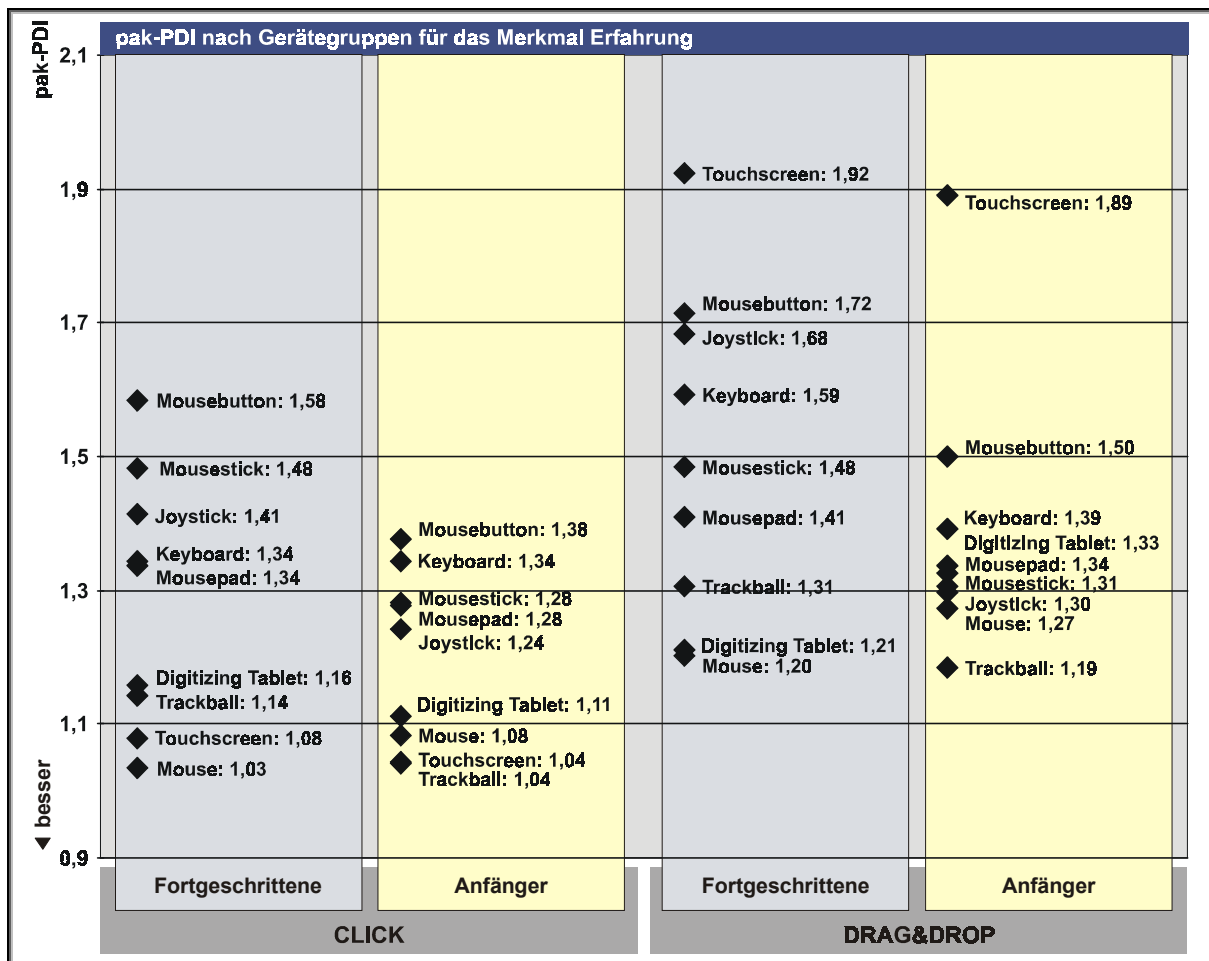 pak-PDI nach Gerätegruppen für das Merkmal Erfahrung
pak-PDI
2,1
1,9
1,7
1,5
1,3
1,1
0,9
◄ besser
Mousebutton: 1,58
Mousestick: 1,48
Joystick: 1,41
Keyboard: 1,34
Mousepad: 1,34
Digitizing Tablet: 1,16
Trackball: 1,14
Touchscreen: 1,08
Mouse: 1,03
Mousebutton: 1,38
Keyboard: 1,34
Mousestick: 1,28
Mousepad: 1,28
Joystick: 1,24
Digitizing Tablet: 1,11
Mouse: 1,08
Touchscreen: 1,04
Trackball: 1,04
Touchscreen: 1,92
Mousebutton: 1,72
Joystick: 1,68
Keyboard: 1,59
Mousestick: 1,48
Mousepad: 1,41
Trackball: 1,31
Digitizing Tablet: 1,21
Mouse: 1,20
Touchscreen: 1,89
Mousebutton: 1,50
Keyboard: 1,39
Digitizing Tablet: 1,33
Mousepad: 1,34
Mousestick: 1,31
Joystick: 1,30
Mouse: 1,27
Trackball: 1,19
Fortgeschrittene
Anfänger
Fortgeschrittene
Anfänger
CLICK
DRAG&DROP